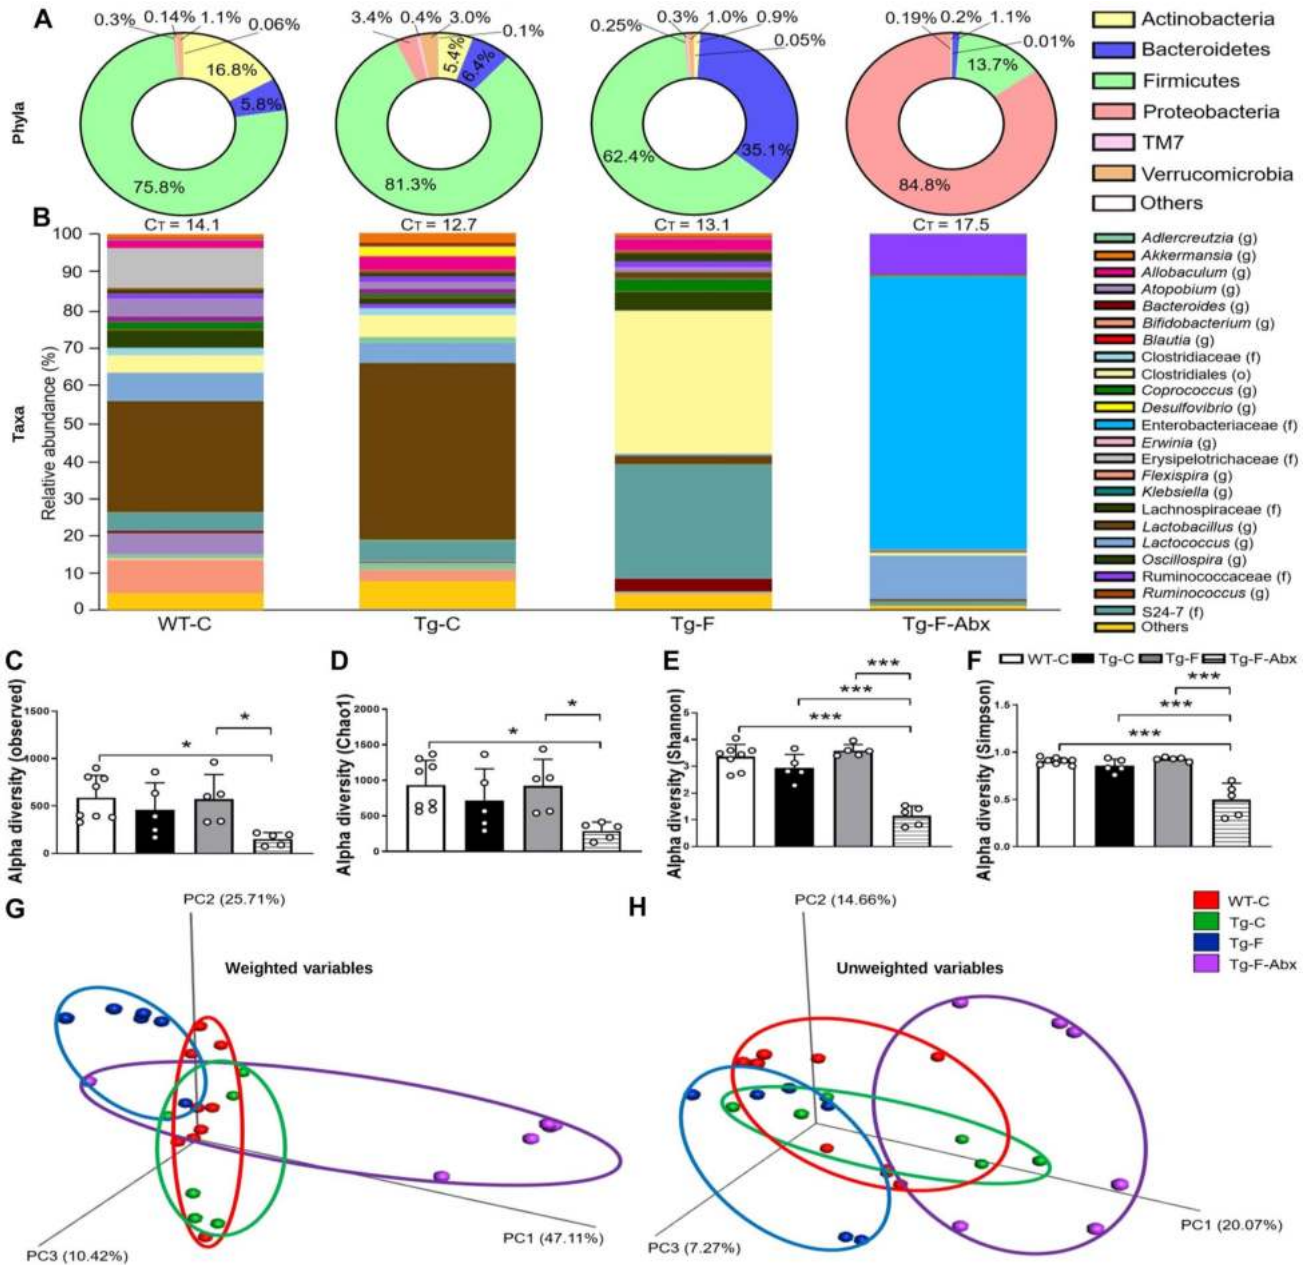 A
0.3% 0.14% 1.1% 0.06%
16.8%
5.8%
75.8%
3.4% 0.4% 3.0% 0.1%
5.4%
6.4%
81.3%
0.25% 0.3% 1.0% 0.9% 0.05%
62.4%
35.1%
0.19% 0.2% 1.1% 0.01%
13.7%
84.8%
Phyla
Actinobacteria
Bacteroidetes
Firmicutes
Proteobacteria
TM7
Verrucomicrobia
Others
B
CT = 14.1
CT = 12.7
CT = 13.1
CT = 17.5
Taxa
Relative abundance (%)
100
90
80
70
60
50
40
30
20
10
0
WT-C
Tg-C
Tg-F
Tg-F-Abx
Adlercreutzia (g)
Akkermansia (g)
Allobaculum (g)
Atopobium (g)
Bacteroides (g)
Bifidobacterium (g)
Blautia (g)
Clostridiaceae (f)
Clostridiales (o)
Coprococcus (g)
Desulfovibrio (g)
Enterobacteriaceae (f)
Erwinia (g)
Erysipelotrichaceae (f)
Flexispira (g)
Klebsiella (g)
Lachnospiraceae (f)
Lactobacillus (g)
Lactococcus (g)
Oscillospira (g)
Ruminococcaceae (f)
Ruminococcus (g)
S24-7 (f)
Others
C
Alpha diversity (observed)
1500
1000
500
0
*
*
D
Alpha diversity (Chao1)
2000
1500
1000
500
0
*
*
E
Alpha diversity (Shannon)
5
4
3
2
1
0
***
***
***
F
WT-C Tg-C Tg-F Tg-F-Abx
Alpha diversity (Simpson)
1.5
1.0
0.5
0.0
***
***
***
G
PC2 (25.71%)
Weighted variables
PC3 (10.42%)
PC1 (47.11%)
H
PC2 (14.66%)
Unweighted variables
PC3 (7.27%)
PC1 (20.07%)
WT-C
Tg-C
Tg-F
Tg-F-Abx